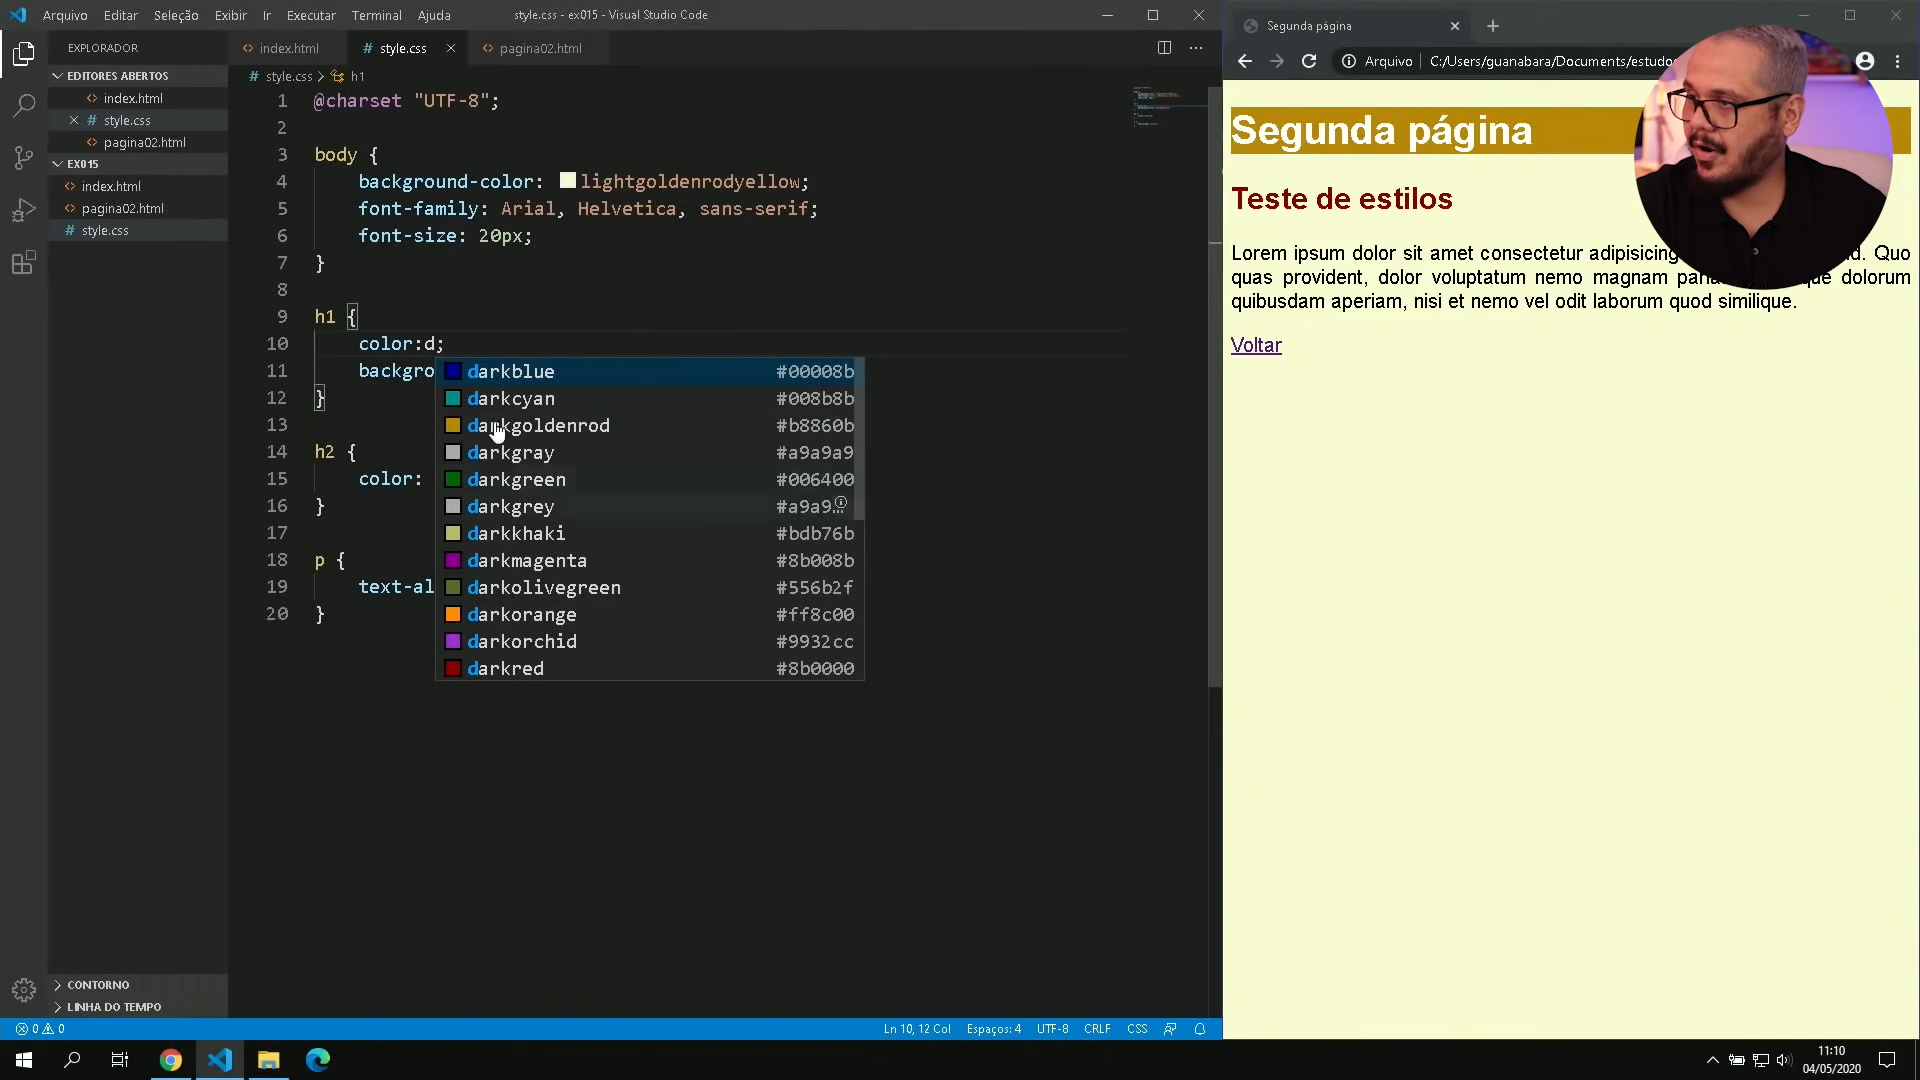 Arquivo Editar Seleção Exibir Ir Executar Terminal Ajuda
style.css - ex015 - Visual Studio Code
EXPLORADOR
EDITORES ABERTOS
index.html
style.css
pagina02.html
EX015
index.html
pagina02.html
style.css
CONTORNO
LINHA DO TEMPO
index.html
style.css
pagina02.html
style.css > h1
1 @charset "UTF-8";
2
3 body {
4 background-color: lightgoldenrodyellow;
5 font-family: Arial, Helvetica, sans-serif;
6 font-size: 20px;
7 }
8
9 h1 {
10 color:d;
11 backgro
12 }
13
14 h2 {
15 color:
16 }
17
18 p {
19 text-al
20 }
darkblue #00008b
darkcyan #008b8b
darkgoldenrod #b8860b
darkgray #a9a9a9
darkgreen #006400
darkgrey #a9a9…
darkkhaki #bdb76b
darkmagenta #8b008b
darkolivegreen #556b2f
darkorange #ff8c00
darkorchid #9932cc
darkred #8b0000
0 0
Ln 10, 12 Col Espaços: 4 UTF-8 CRLF CSS
Segunda página
Arquivo C:/Users/guanabara/Documents/estudos
Segunda página
Teste de estilos
Lorem ipsum dolor sit amet consectetur adipisicing Quo
quas provident, dolor voluptatum nemo magnam dolorum
quibusdam aperiam, nisi et nemo vel odit laborum quod similique.
Voltar
11:10
04/05/2020